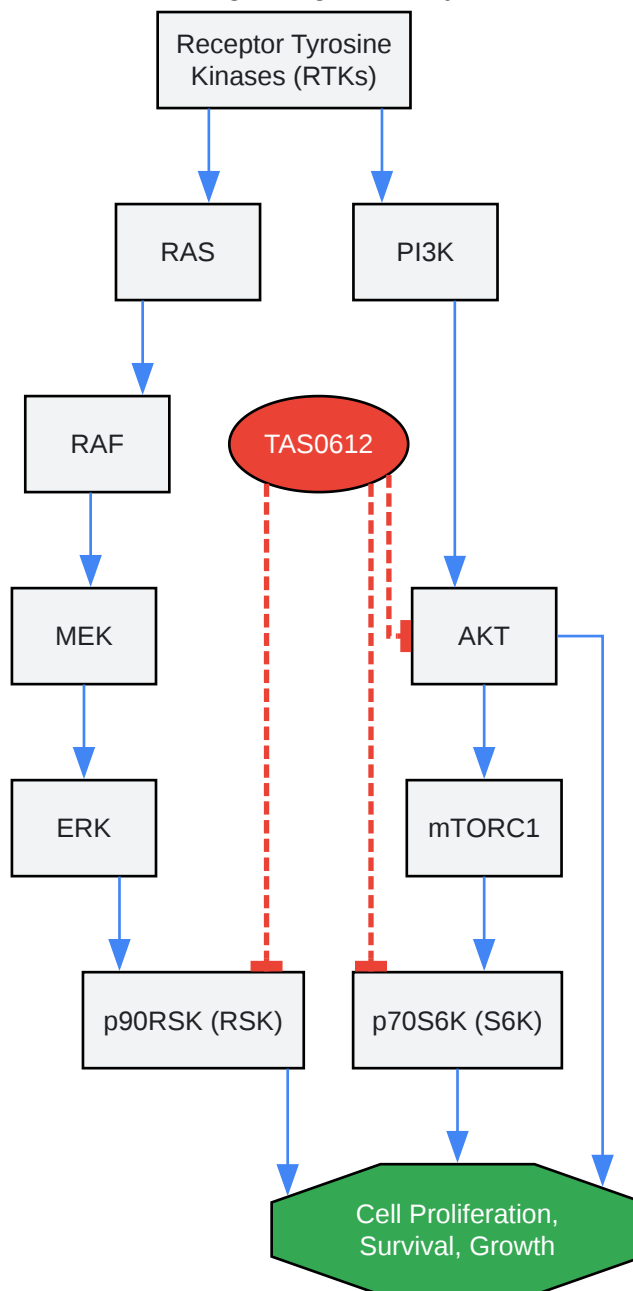 Receptor Tyrosine
Kinases (RTKs)
RAS
PI3K
RAF
TAS0612
MEK
AKT
ERK
mTORC1
p90RSK (RSK)
p70S6K (S6K)
Cell Proliferation,
Survival, Growth